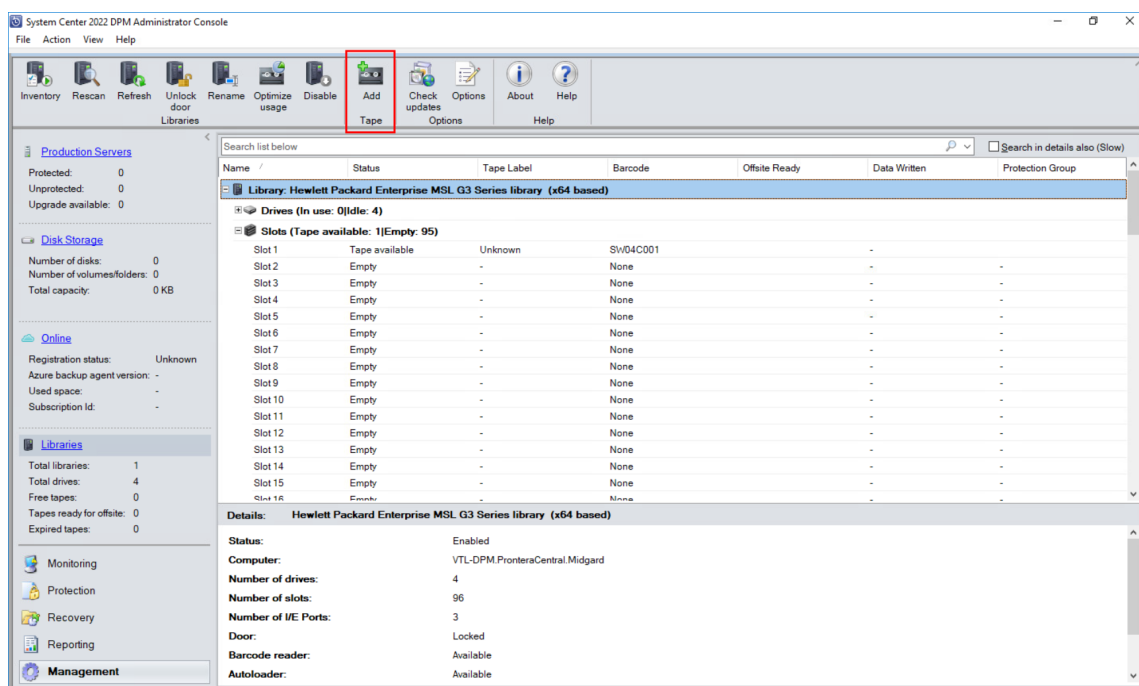 System Center 2022 DPM Administrator Console
File Action View Help
Inventory Rescan Refresh Unlock door Rename Optimize usage Disable Add Check updates Options About Help
Libraries Tape Options Help
Production Servers
Protected: 0
Unprotected: 0
Upgrade available: 0
Disk Storage
Number of disks: 0
Number of volumes/folders: 0
Total capacity: 0 KB
Online
Registration status: Unknown
Azure backup agent version: -
Used space: -
Subscription Id: -
Libraries
Total libraries: 1
Total drives: 4
Free tapes: 0
Tapes ready for offsite: 0
Expired tapes: 0
Monitoring
Protection
Recovery
Reporting
Management
Search list below
Search in details also (Slow)
Name Status Tape Label Barcode Offsite Ready Data Written Protection Group
Library: Hewlett Packard Enterprise MSL G3 Series library (x64 based)
Drives (In use: 0|Idle: 4)
Slots (Tape available: 1|Empty: 95)
Slot 1 Tape available Unknown SW04C001 -
Slot 2 Empty - None - -
Slot 3 Empty - None - -
Slot 4 Empty - None - -
Slot 5 Empty - None - -
Slot 6 Empty - None - -
Slot 7 Empty - None - -
Slot 8 Empty - None - -
Slot 9 Empty - None - -
Slot 10 Empty - None - -
Slot 11 Empty - None - -
Slot 12 Empty - None - -
Slot 13 Empty - None - -
Slot 14 Empty - None - -
Slot 15 Empty - None - -
Slot 16 Empty - None - -
Details: Hewlett Packard Enterprise MSL G3 Series library (x64 based)
Status: Enabled
Computer: VTL-DPM.PronteraCentral.Midgard
Number of drives: 4
Number of slots: 96
Number of I/E Ports: 3
Door: Locked
Barcode reader: Available
Autoloader: Available